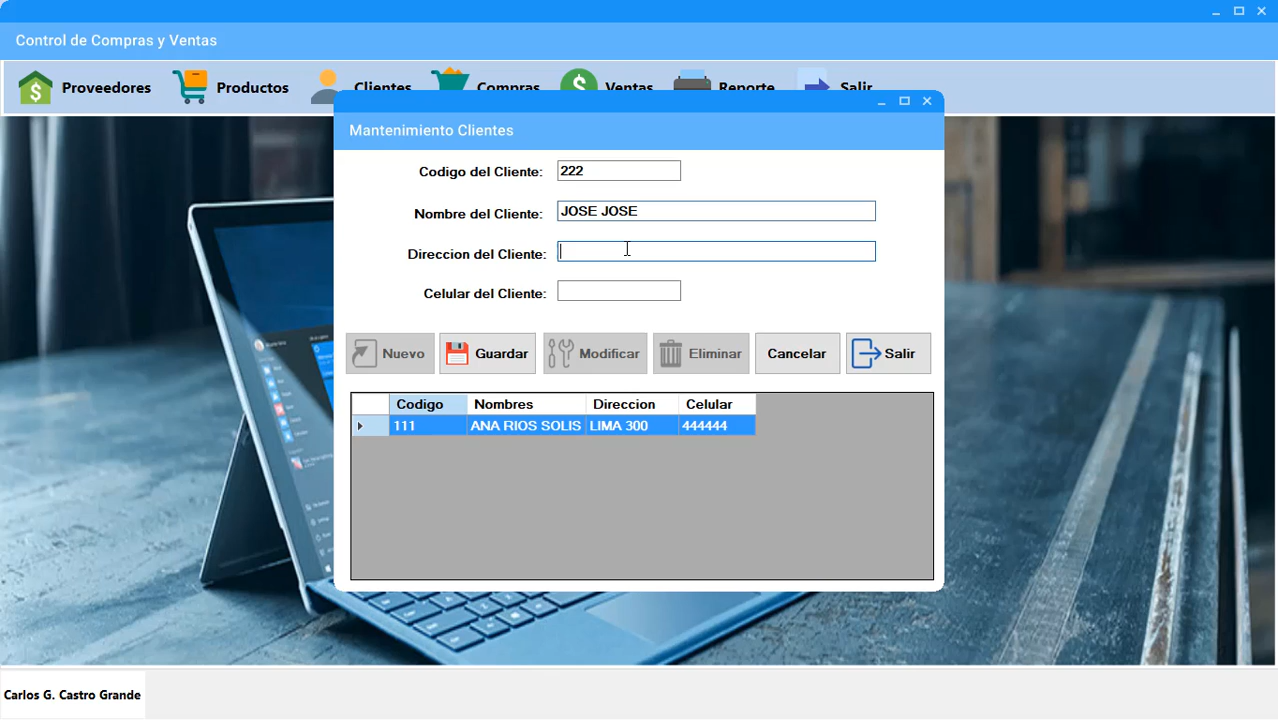 Control de Compras y Ventas
Proveedores Productos Clientes Compras Ventas Reporte Salir
Mantenimiento Clientes
Codigo del Cliente: 222
Nombre del Cliente: JOSE JOSE
Direccion del Cliente:
Celular del Cliente:
Nuevo Guardar Modificar Eliminar Cancelar Salir
Codigo Nombres Direccion Celular
111 ANA RIOS SOLIS LIMA 300 444444
Carlos G. Castro Grande